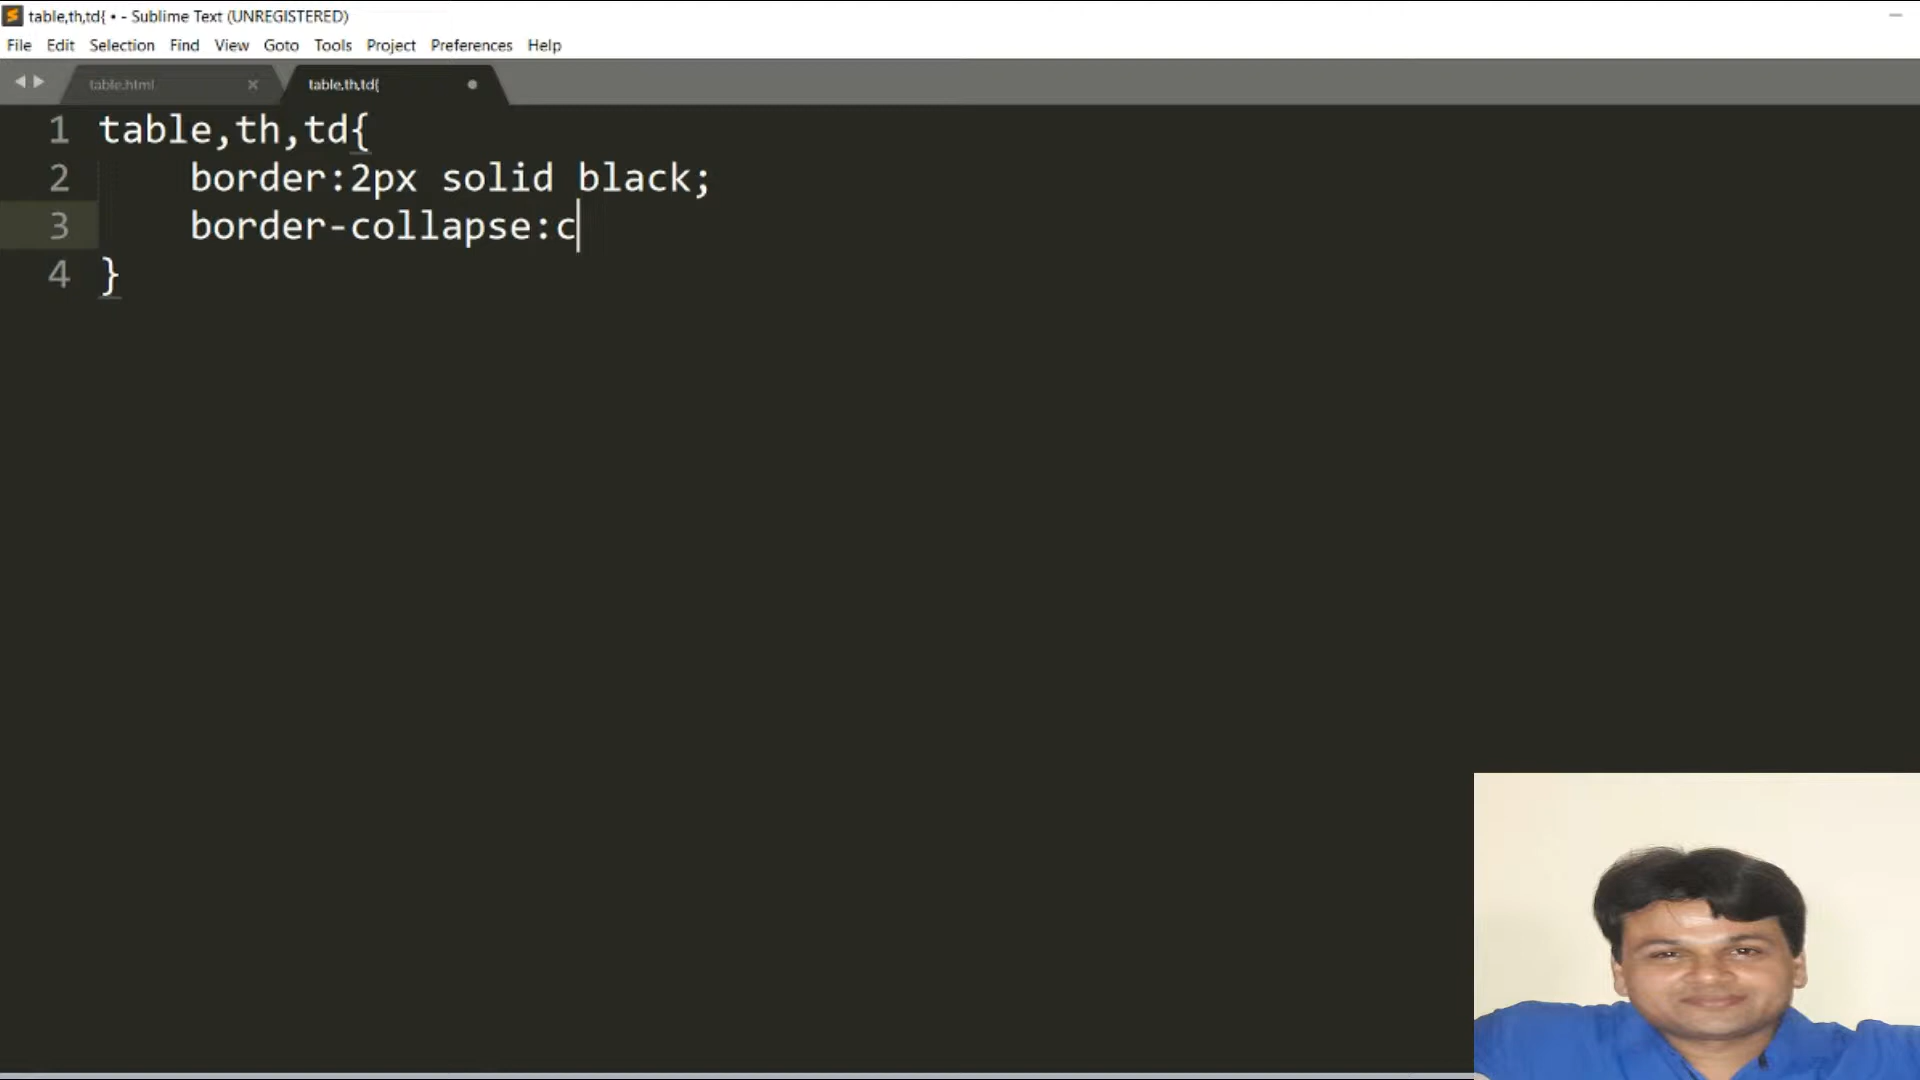 table,th,td{ • - Sublime Text (UNREGISTERED)
File Edit Selection Find View Goto Tools Project Preferences Help
table.html table,th,td{
1 table,th,td{
2 border:2px solid black;
3 border-collapse:c
4 }